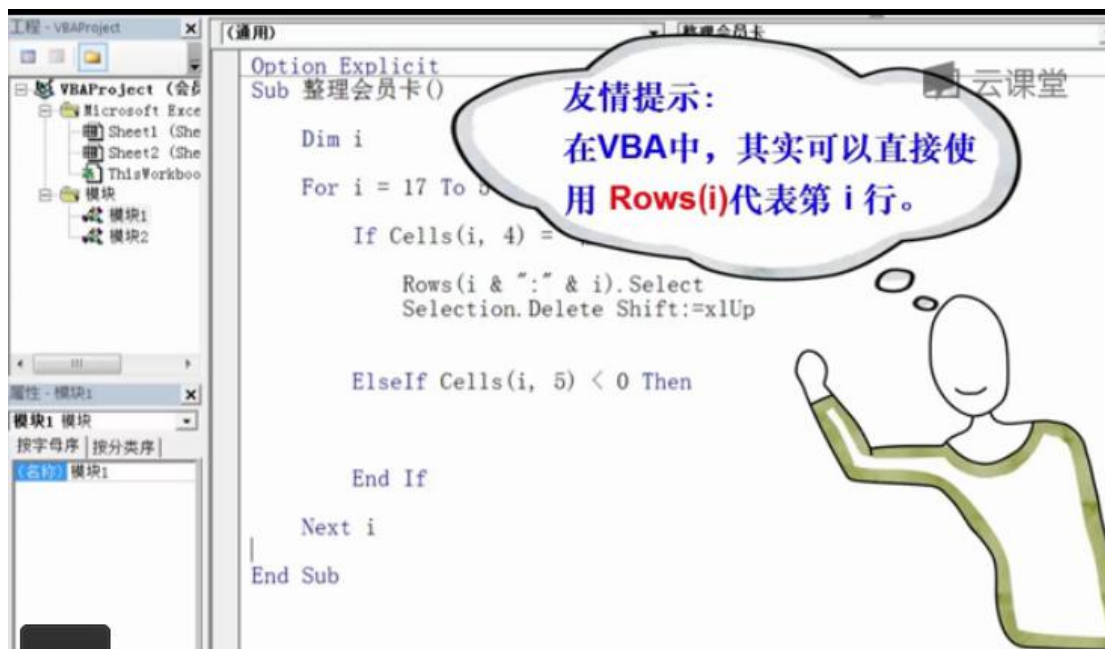 工程 - VBAProject
(通用)
整理会员卡
云课堂
VBAProject (会
Microsoft Exce
Sheet1 (She
Sheet2 (She
ThisWorkboo
模块
模块1
模块2
属性 - 模块1
模块1 模块
按字母序 按分类序
(名称) 模块1
Option Explicit
Sub 整理会员卡()
Dim i
For i = 17 To 5
If Cells(i, 4) =
Rows(i & ":" & i).Select
Selection.Delete Shift:=xlUp
ElseIf Cells(i, 5) < 0 Then
End If
Next i
End Sub
友情提示:
在VBA中，其实可以直接使
用 Rows(i)代表第 i 行。